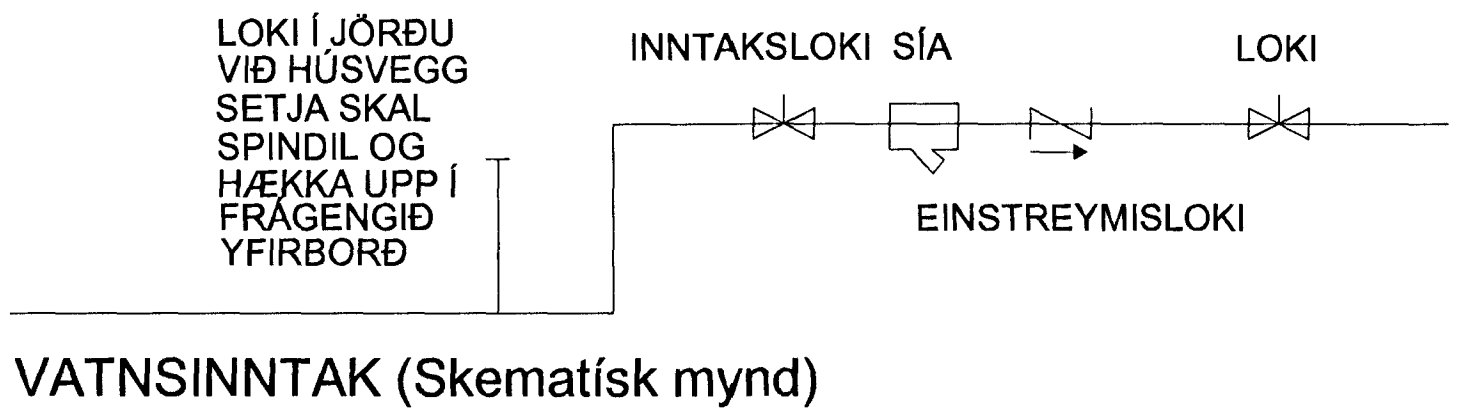 LOKI Í JÖRÐU
VIÐ HÚSVEGG
SETJA SKAL
SPINDIL OG
HÆKKA UPP Í
FRÁGENGIÐ
YFIRBORÐ
INNTAKSLOKI SÍA
LOKI
EINSTREYMISLOKI
VATNSINNTAK (Skematísk mynd)